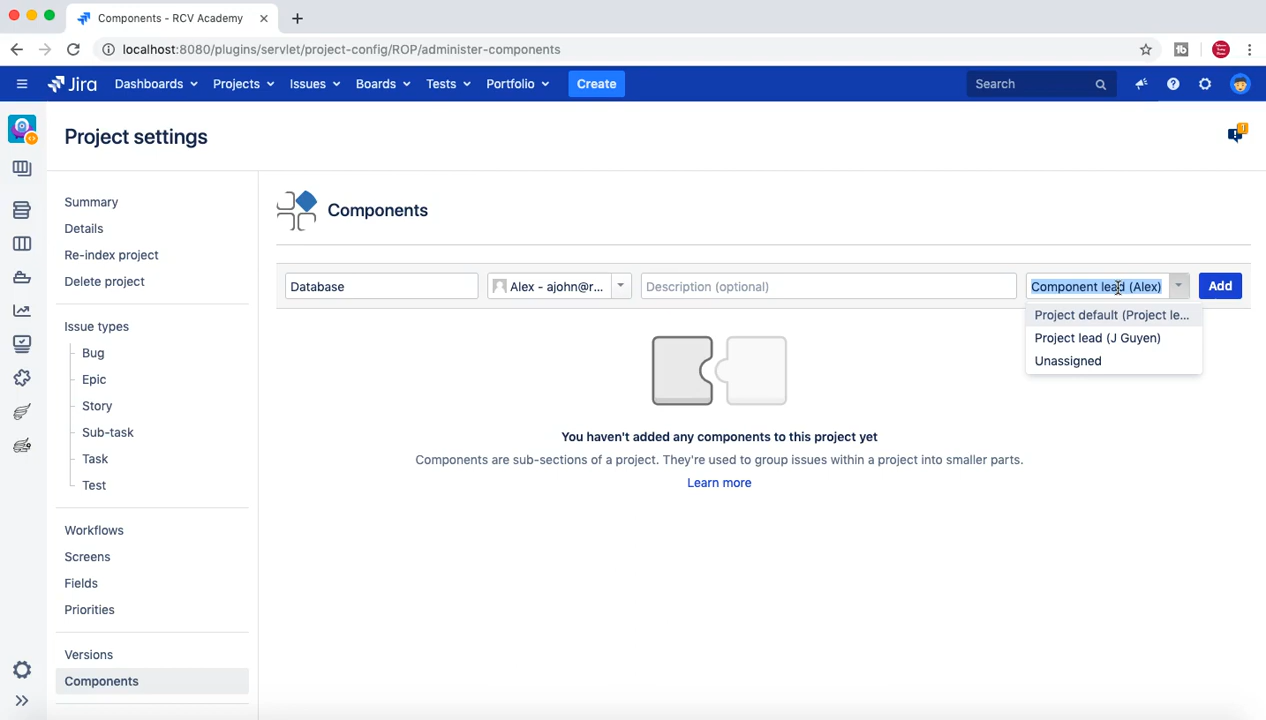 Components - RCV Academy
localhost:8080/plugins/servlet/project-config/ROP/administer-components
Jira
Dashboards
Projects
Issues
Boards
Tests
Portfolio
Create
Search
Project settings
1
Summary
Details
Re-index project
Delete project
Issue types
Bug
Epic
Story
Sub-task
Task
Test
Workflows
Screens
Fields
Priorities
Versions
Components
Components
Database
Alex - ajohn@r...
Description (optional)
Component lead (Alex)
Add
Project default (Project le...
Project lead (J Guyen)
Unassigned
You haven't added any components to this project yet
Components are sub-sections of a project. They're used to group issues within a project into smaller parts.
Learn more